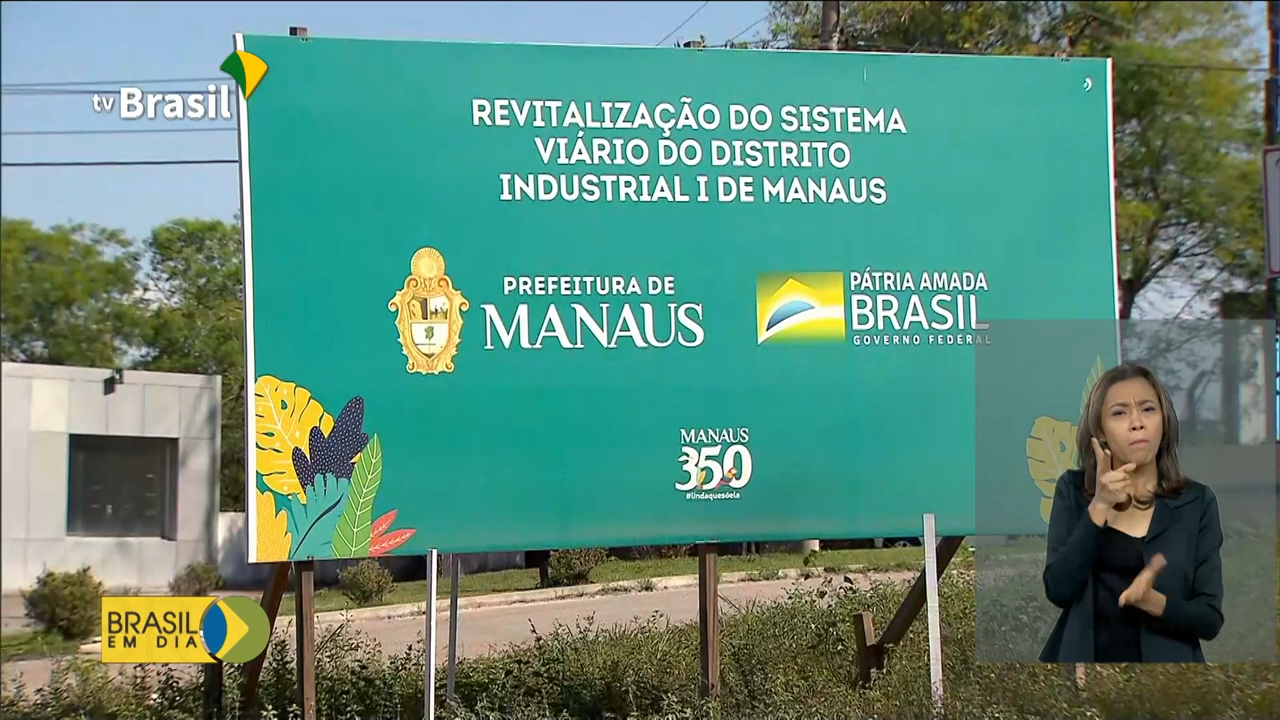 tv Brasil
REVITALIZAÇÃO DO SISTEMA
VIÁRIO DO DISTRITO
INDUSTRIAL I DE MANAUS
PREFEITURA DE
MANAUS
PÁTRIA AMADA
BRASIL
GOVERNO FEDERAL
MANAUS
350
#lindaquesóela
BRASIL
EM DIA